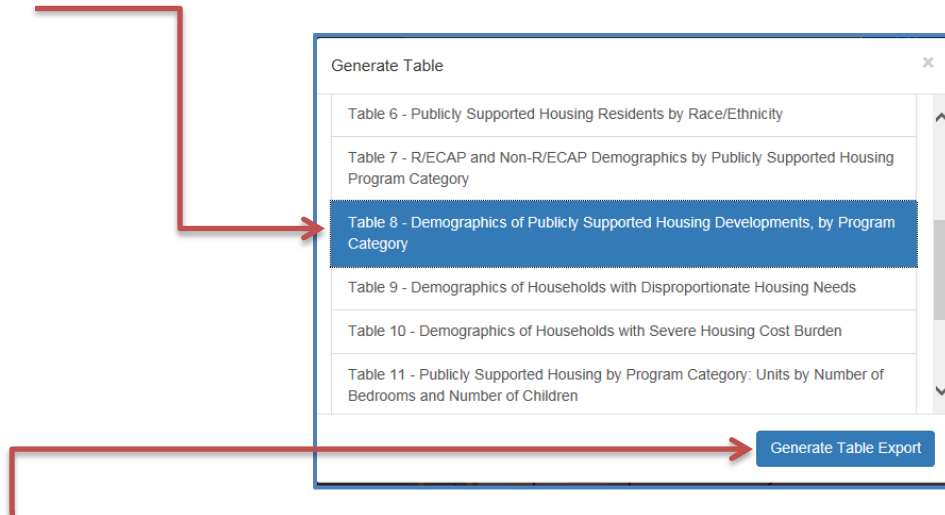 Generate Table
×
Table 6 - Publicly Supported Housing Residents by Race/Ethnicity
Table 7 - R/ECAP and Non-R/ECAP Demographics by Publicly Supported Housing
Program Category
Table 8 - Demographics of Publicly Supported Housing Developments, by Program
Category
Table 9 - Demographics of Households with Disproportionate Housing Needs
Table 10 - Demographics of Households with Severe Housing Cost Burden
Table 11 - Publicly Supported Housing by Program Category: Units by Number of
Bedrooms and Number of Children
Generate Table Export